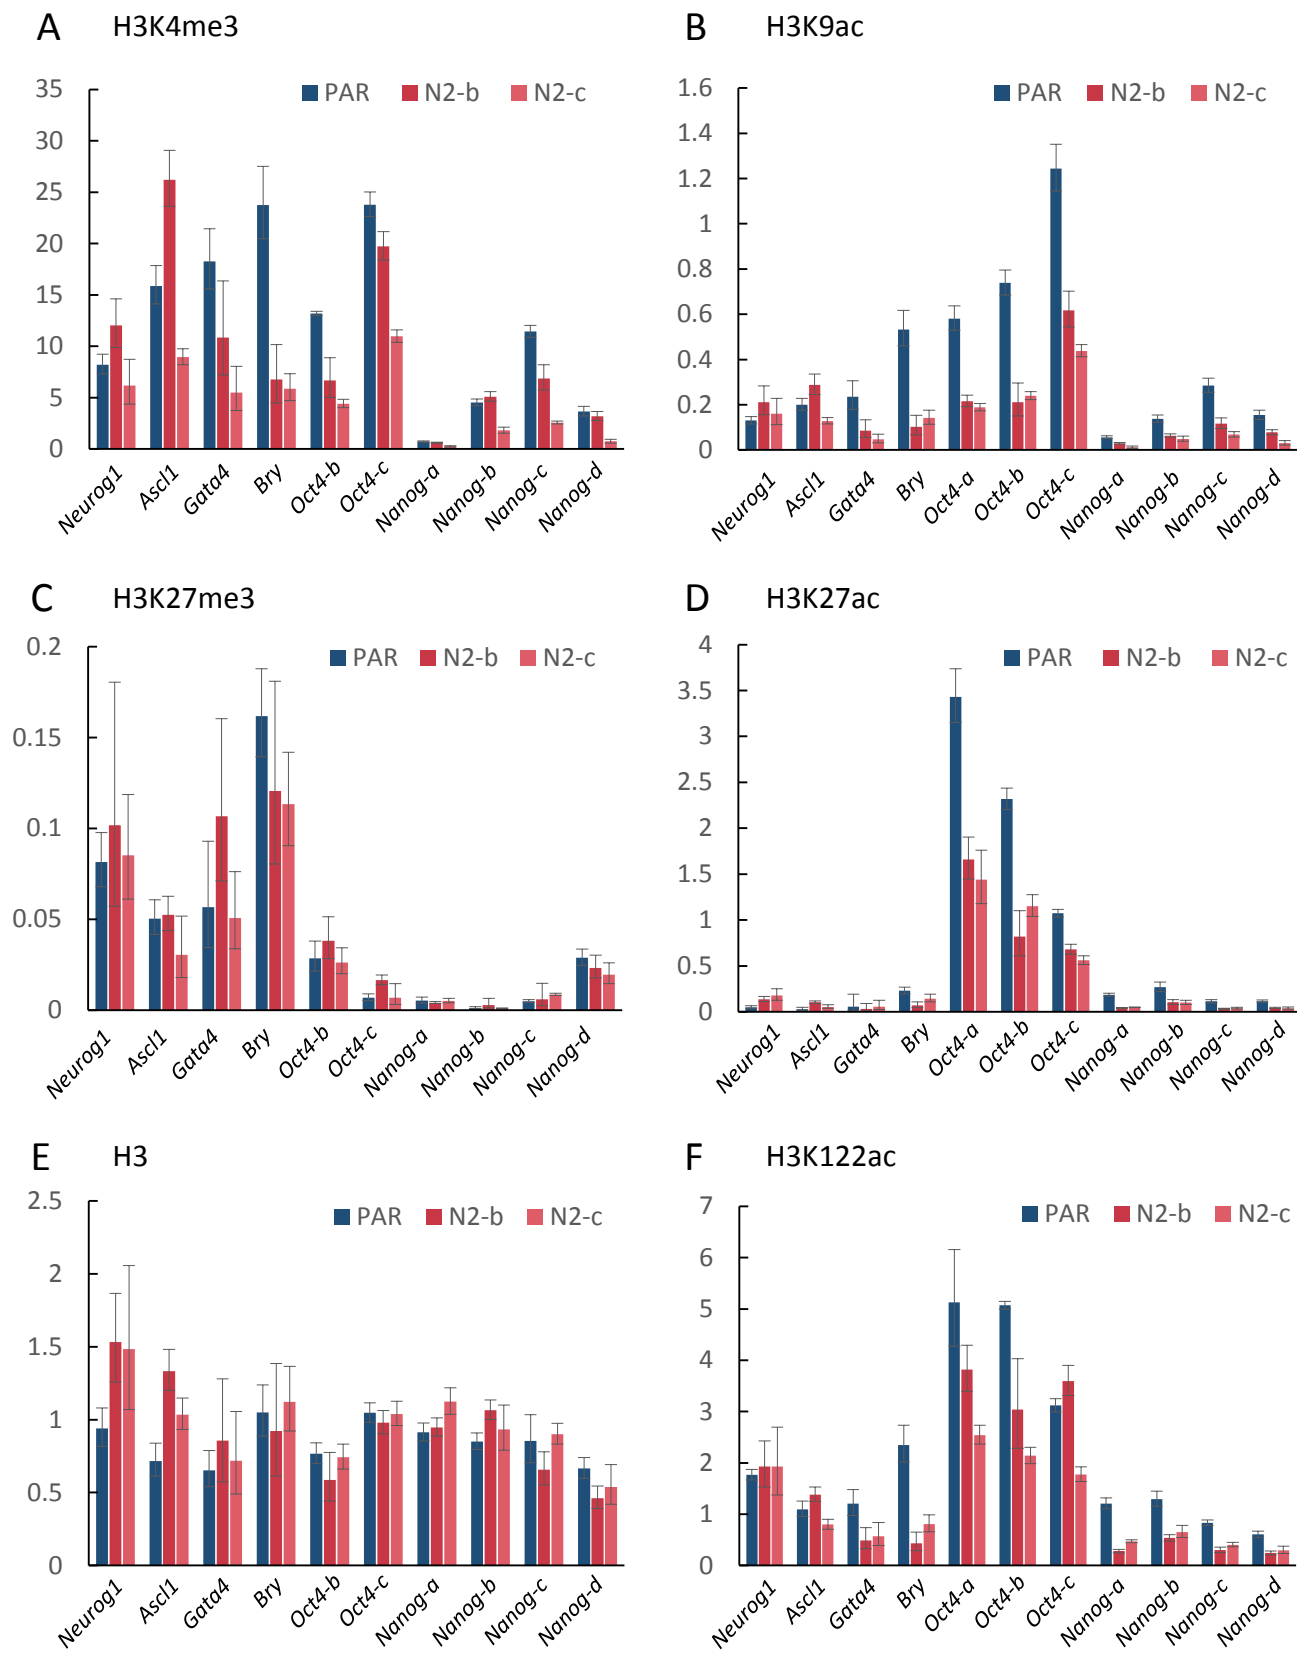 A H3K4me3
PAR N2-b N2-c
35
30
25
20
15
10
5
0
Neurog1 Ascl1 Gata4 Bry Oct4-b Oct4-c Nanog-a Nanog-b Nanog-c Nanog-d
B H3K9ac
PAR N2-b N2-c
1.6
1.4
1.2
1
0.8
0.6
0.4
0.2
0
Neurog1 Ascl1 Gata4 Bry Oct4-a Oct4-b Oct4-c Nanog-a Nanog-b Nanog-c Nanog-d
C H3K27me3
PAR N2-b N2-c
0.2
0.15
0.1
0.05
0
Neurog1 Ascl1 Gata4 Bry Oct4-b Oct4-c Nanog-a Nanog-b Nanog-c Nanog-d
D H3K27ac
PAR N2-b N2-c
4
3.5
3
2.5
2
1.5
1
0.5
0
Neurog1 Ascl1 Gata4 Bry Oct4-a Oct4-b Oct4-c Nanog-a Nanog-b Nanog-c Nanog-d
E H3
PAR N2-b N2-c
2.5
2
1.5
1
0.5
0
Neurog1 Ascl1 Gata4 Bry Oct4-b Oct4-c Nanog-a Nanog-b Nanog-c Nanog-d
F H3K122ac
PAR N2-b N2-c
7
6
5
4
3
2
1
0
Neurog1 Ascl1 Gata4 Bry Oct4-a Oct4-b Oct4-c Nanog-a Nanog-b Nanog-c Nanog-d